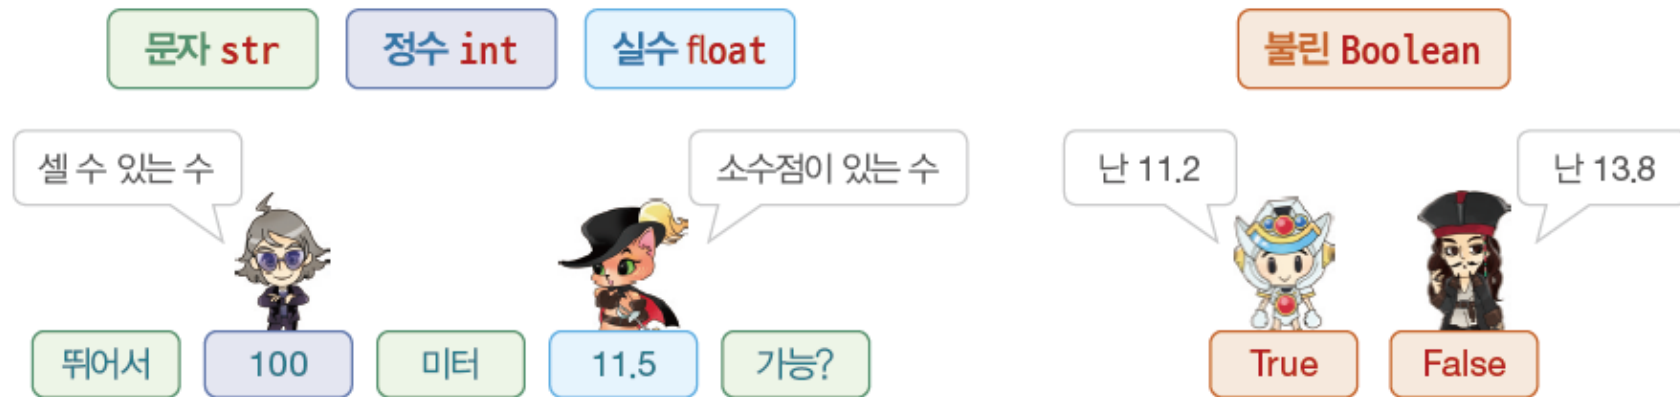 문자 str 정수 int 실수 float 불린 Boolean
셀 수 있는 수 소수점이 있는 수 난 11.2 난 13.8
뛰어서 100 미터 11.5 가능? True False